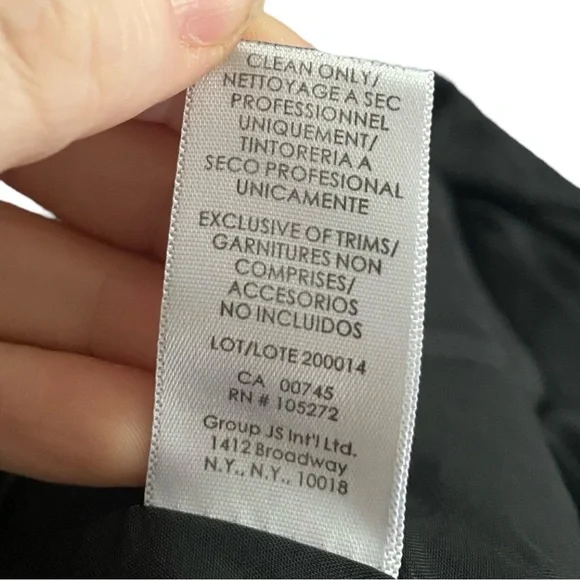 CLEAN ONLY/
NETTOYAGE A SEC
PROFESSIONNEL
UNIQUEMENT/
TINTORERIA A
SECO PROFESIONAL
UNICAMENTE
EXCLUSIVE OF TRIMS/
GARNITURES NON
COMPRISES/
ACCESORIOS
NO INCLUIDOS
LOT/LOTE 200014
CA 00745
RN # 105272
Group JS Int'l Ltd.
1412 Broadway
N.Y., N.Y., 10018